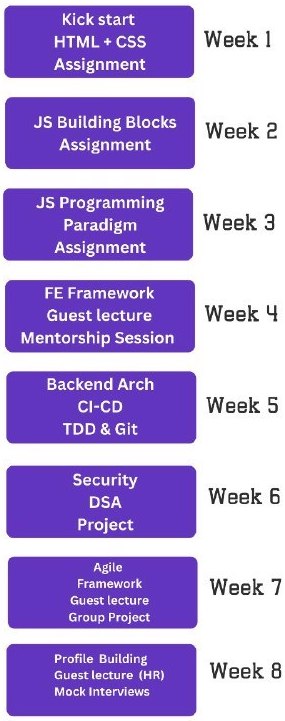 Kick start
HTML + CSS
Assignment
Week 1
JS Building Blocks
Assignment
Week 2
JS Programming
Paradigm
Assignment
Week 3
FE Framework
Guest lecture
Mentorship Session
Week 4
Backend Arch
CI-CD
TDD & Git
Week 5
Security
DSA
Project
Week 6
Agile
Framework
Guest lecture
Group Project
Week 7
Profile Building
Guest lecture (HR)
Mock Interviews
Week 8